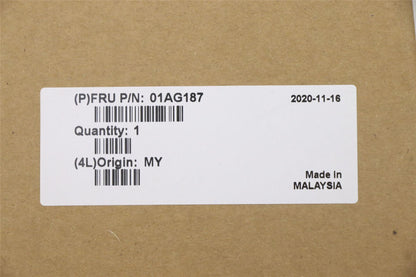 (P)FRU P/N: 01AG187 2020-11-16
Quantity: 1
(4L)Origin: MY
Made in
MALAYSIA